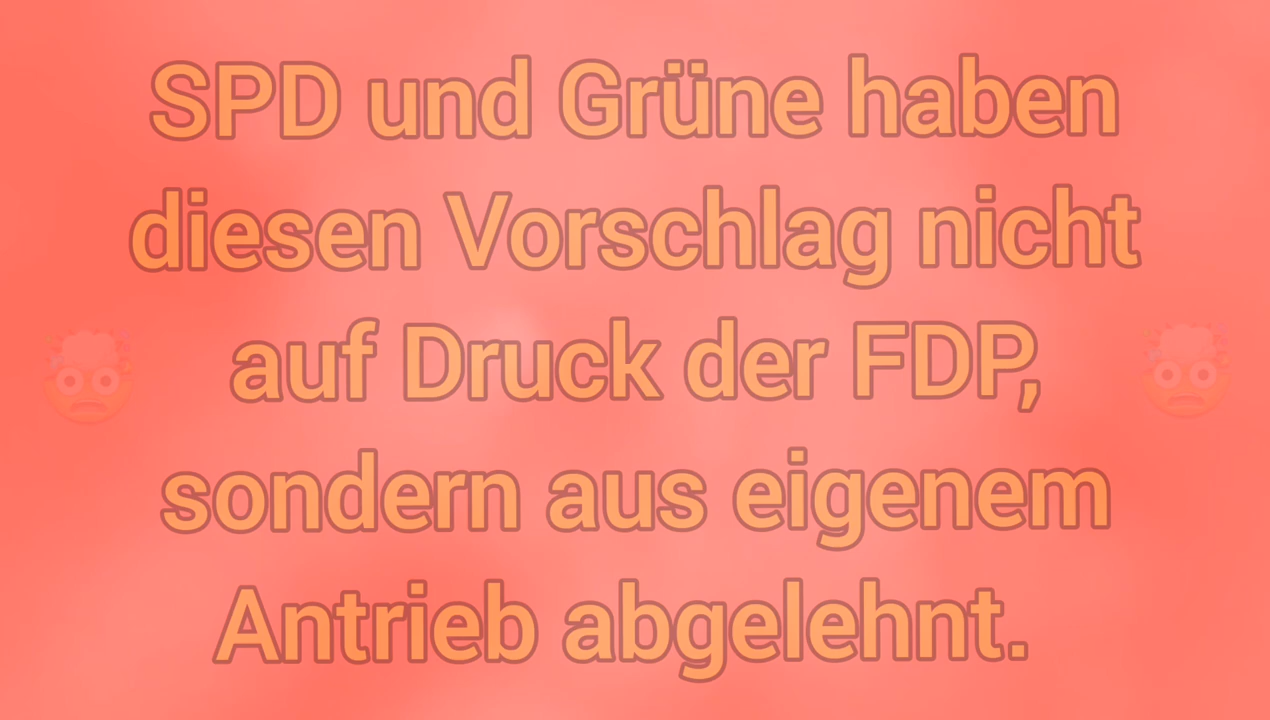 SPD und Grüne haben
diesen Vorschlag nicht
auf Druck der FDP,
sondern aus eigenem
Antrieb abgelehnt.